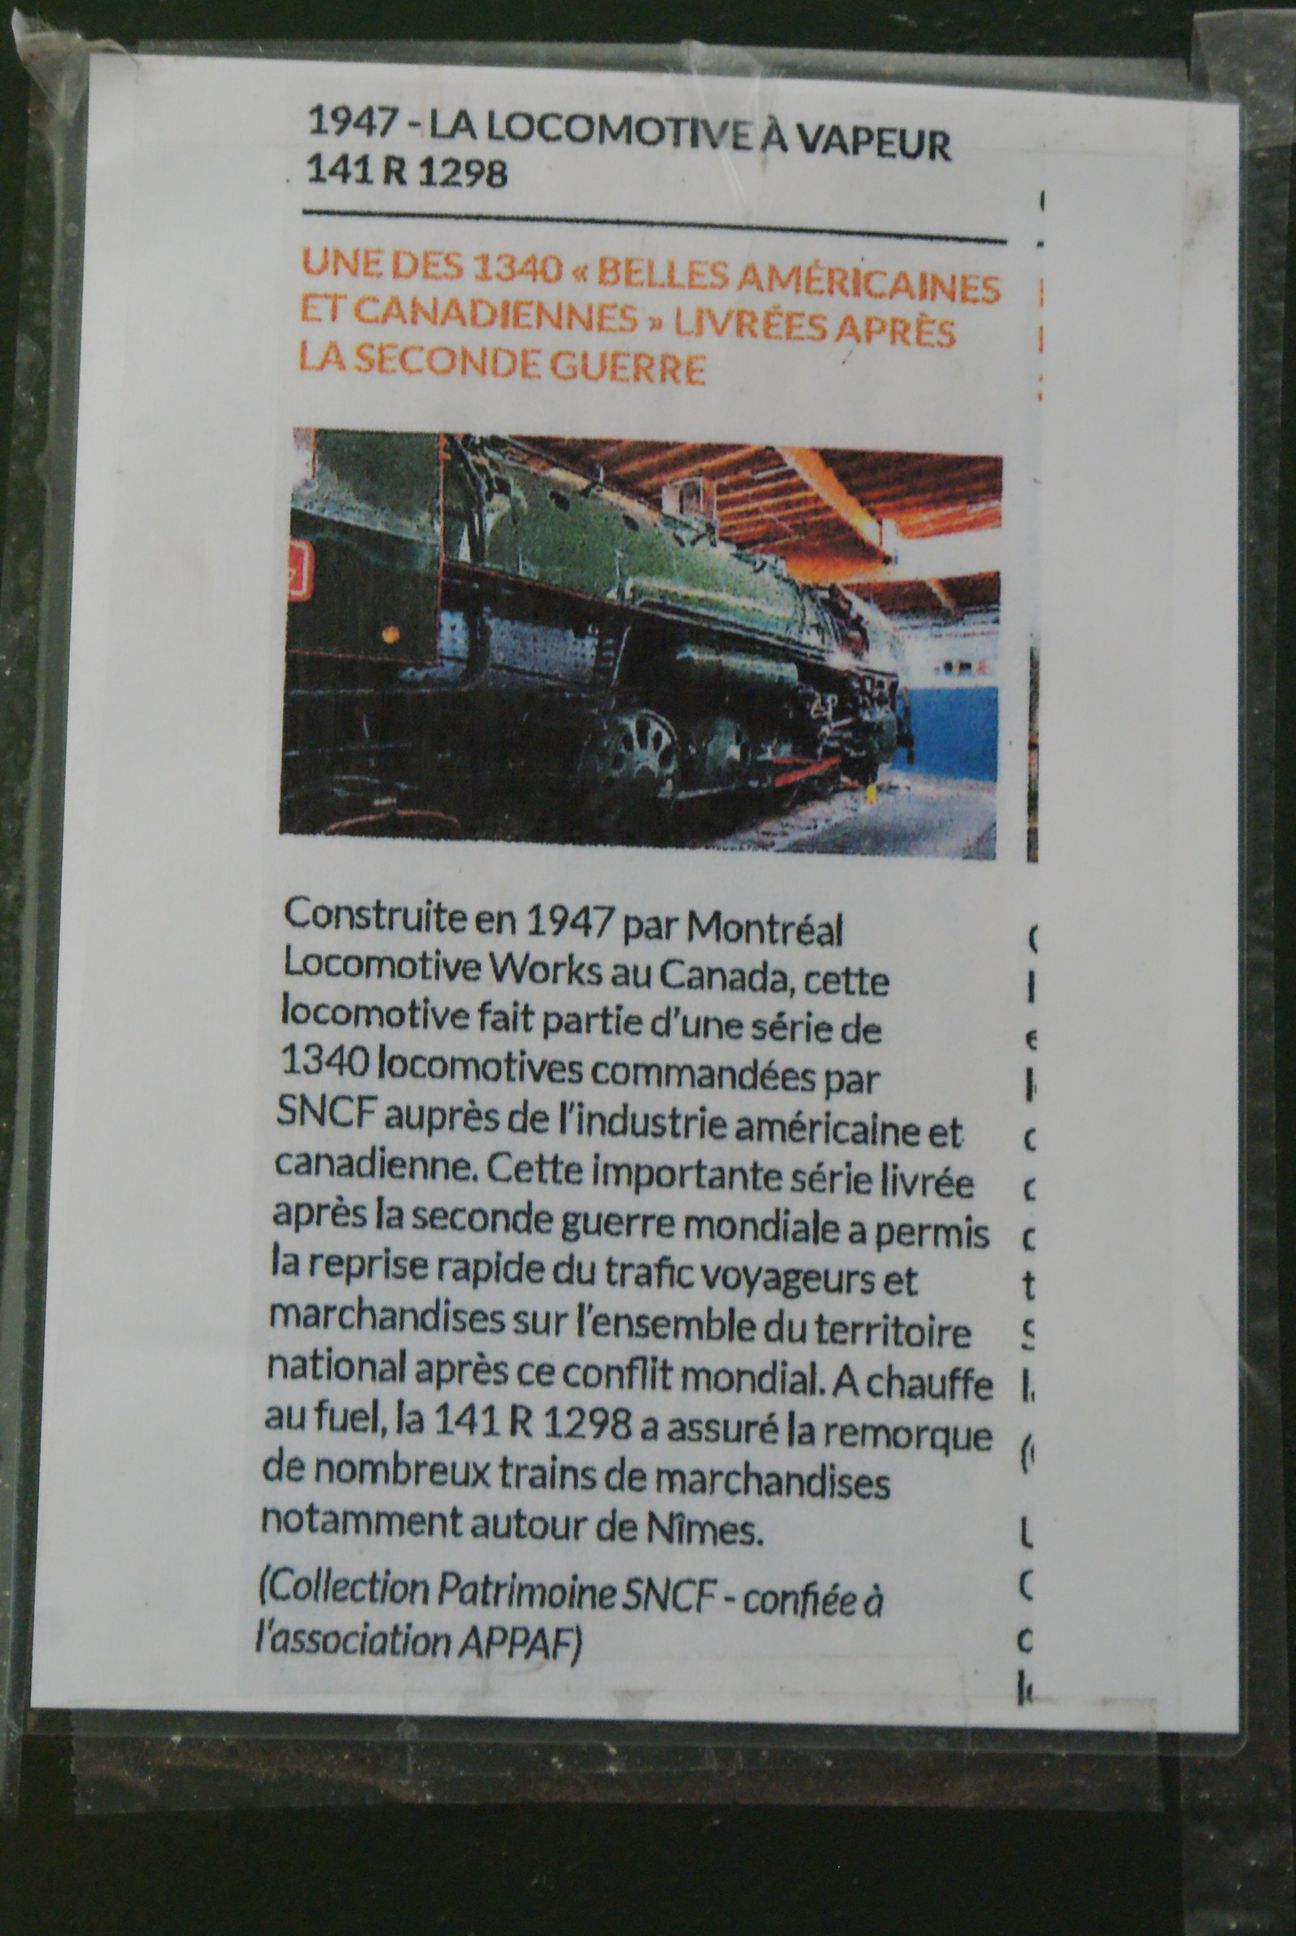 1947 - LA LOCOMOTIVE À VAPEUR
141 R 1298
UNE DES 1340 « BELLES AMÉRICAINES
ET CANADIENNES » LIVRÉES APRÈS
LA SECONDE GUERRE
Construite en 1947 par Montréal
Locomotive Works au Canada, cette
locomotive fait partie d'une série de
1340 locomotives commandées par
SNCF auprès de l'industrie américaine et
canadienne. Cette importante série livrée
après la seconde guerre mondiale a permis
la reprise rapide du trafic voyageurs et
marchandises sur l'ensemble du territoire
national après ce conflit mondial. A chauffe
au fuel, la 141 R 1298 a assuré la remorque
de nombreux trains de marchandises
notamment autour de Nîmes.
(Collection Patrimoine SNCF - confiée à
l'association APPAF)